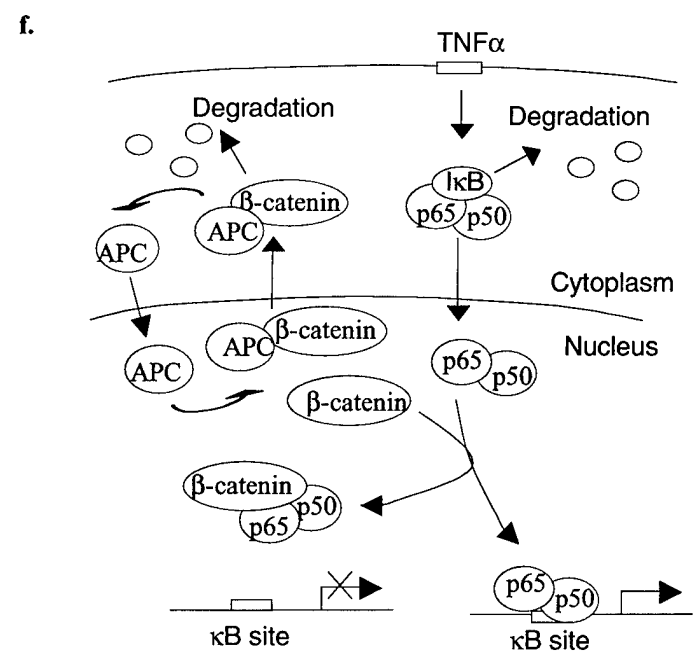 f.
TNFα
Degradation
Degradation
IκB
p65
p50
β-catenin
APC
APC
Cytoplasm
Nucleus
β-catenin
APC
APC
p65
p50
β-catenin
β-catenin
p65
p50
p65
p50
κB site
κB site